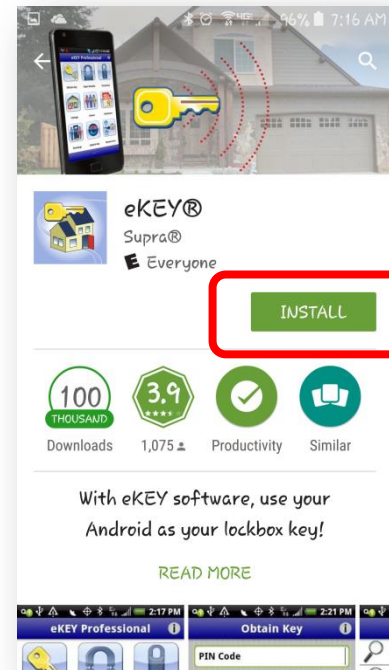 4G 96% 7:16 AM
eKEY Professional
eKEY®
Supra®
E Everyone
INSTALL
100
THOUSAND
3.9
Downloads
1,075
Productivity
Similar
With eKEY software, use your
Android as your lockbox key!
READ MORE
2:17 PM
2:21 PM
eKEY Professional
Obtain Key
PIN Code